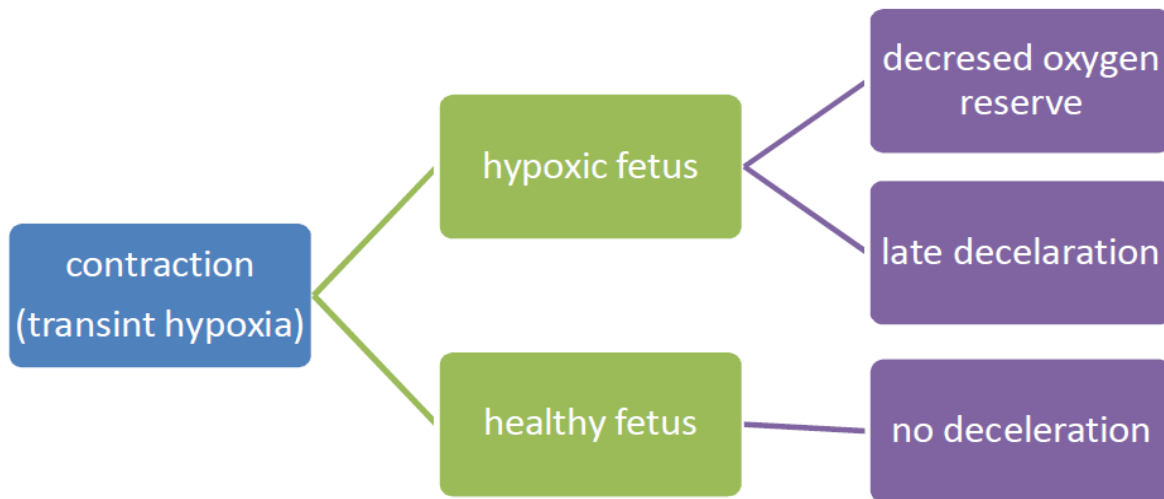 contraction
(transint hypoxia)
hypoxic fetus
healthy fetus
decresed oxygen
reserve
late decelaration
no deceleration